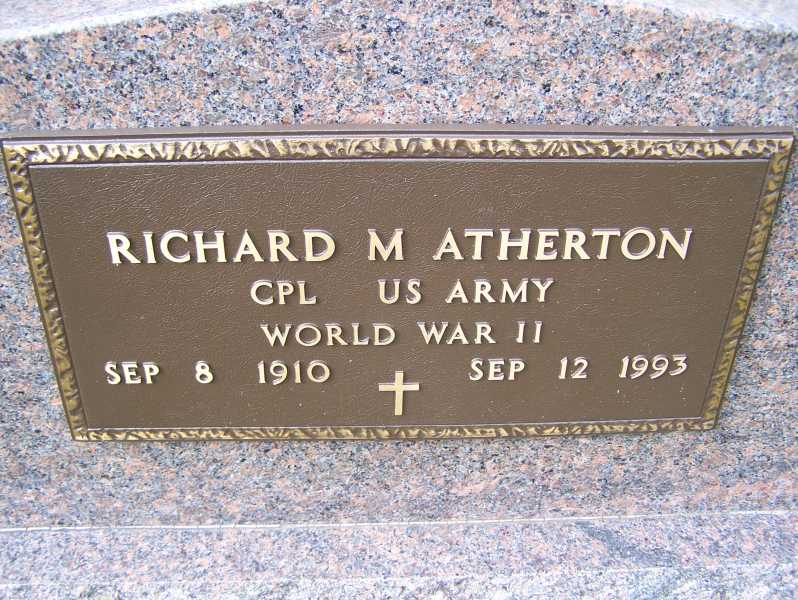 RICHARD M ATHERTON
CPL US ARMY
WORLD WAR II
SEP 8 1910 SEP 12 1993